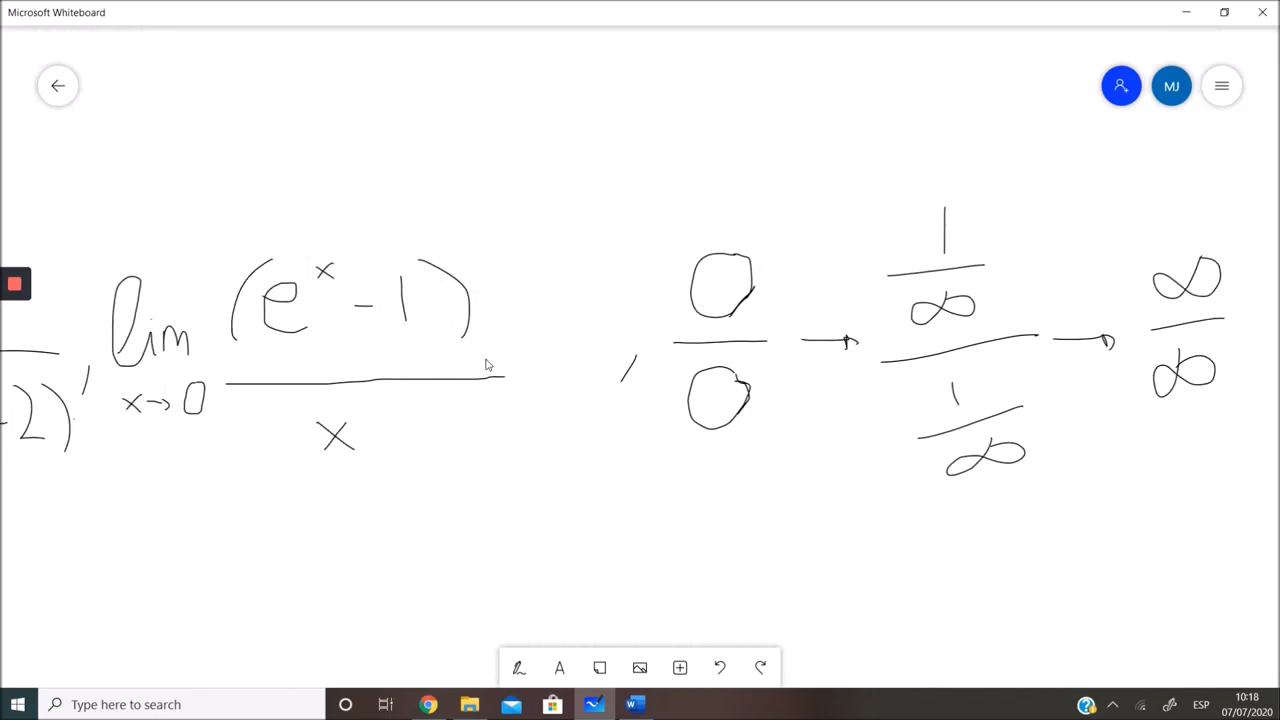 Microsoft Whiteboard
MJ
lim x→0 (e^x - 1) / x , 0/0 → (1/∞)/(1/∞) → ∞/∞
-2) ,
A
W
Type here to search
ESP
10:18
07/07/2020